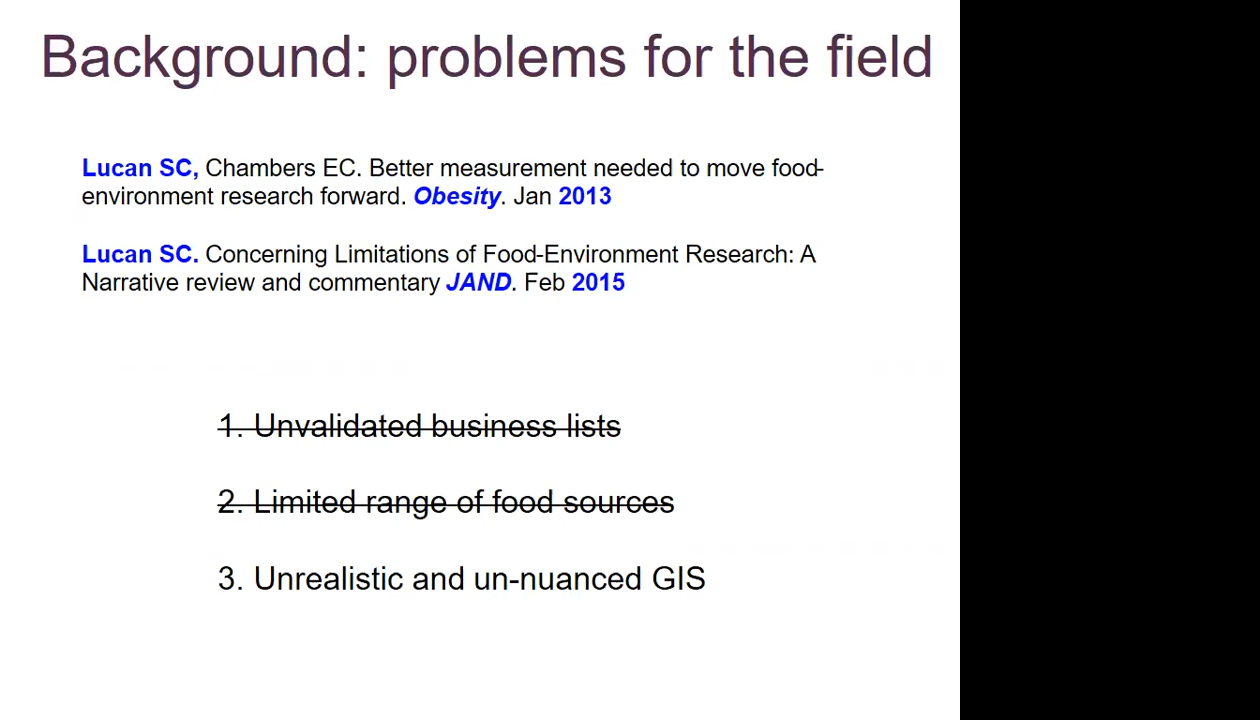 Background: problems for the field
Lucan SC, Chambers EC. Better measurement needed to move food-
environment research forward. Obesity. Jan 2013
Lucan SC. Concerning Limitations of Food-Environment Research: A
Narrative review and commentary JAND. Feb 2015
1. Unvalidated business lists
2. Limited range of food sources
3. Unrealistic and un-nuanced GIS